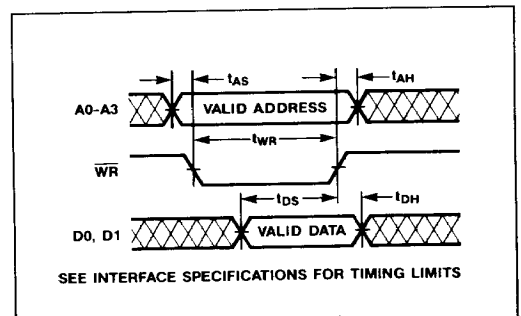 tAS
tAH
A0-A3
VALID ADDRESS
tWR
WR
tDS
tDH
D0, D1
VALID DATA
SEE INTERFACE SPECIFICATIONS FOR TIMING LIMITS